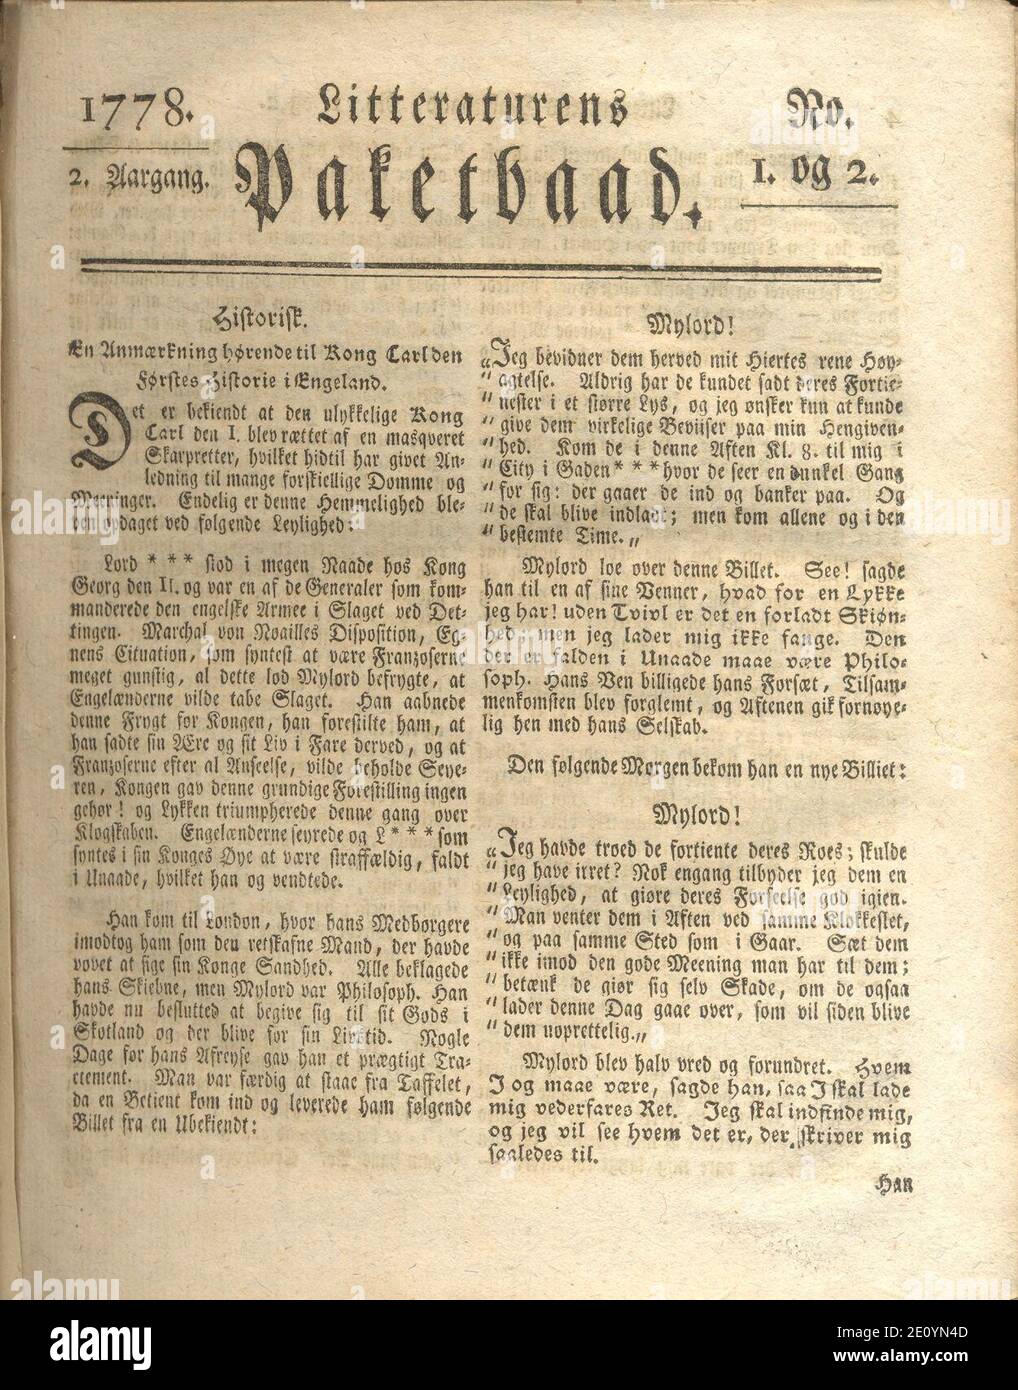 1778.
Litteraturens
No.
2. Aargang.
Paketbaad.
1. og 2.
Historisk.
En Anmærkning hørende til Kong Carl den
Førstes Historie i Engeland.
Det er bekiendt at den ulykkelige Kong
Carl den I. blev rættet af en masqveret
Skarpretter, hvilket hidtil har givet An-
ledning til mange forskiellige Domme og
Meeninger. Endelig er denne Hemmelighed ble-
ven opdaget ved følgende Leylighed:
Lord * * * stod i megen Naade hos Kong
Georg den II. og var en af de Generaler som kom-
manderede den engelske Armee i Slaget ved Det-
tingen. Marchal von Noailles Disposition, Eg-
nens Cituation, som syntest at være Franzoserne
meget gunstig, al dette lod Mylord befrygte, at
Engelænderne vilde tabe Slaget. Han aabnede
denne Frygt for Kongen, han forestilte ham, at
han sadte sin Ære og sit Liv i Fare derved, og at
Franzoserne efter al Anseelse, vilde beholde Seye-
ren, Kongen gav denne grundige Forestilling ingen
gehør! og Lykken triumpherede denne gang over
Klogskaben. Engelænderne seyrede og L * * * som
syntes i sin Konges Øye at være straffældig, faldt
i Unaade, hvilket han og vendtede.
Han kom til London, hvor hans Medborgere
imodtog ham som den retskafne Mand, der havde
vovet at sige sin Konge Sandhed. Alle beklagede
hans Skiebne, men Mylord var Philosoph. Han
havde nu beslutted at begive sig til sit Gods i
Skotland og der blive for sin Livstid. Nogle
Dage før hans Afreyse gav han et prægtigt Tra-
ctement. Man var færdig at staae fra Taffelet,
da en Betient kom ind og leverede ham følgende
Billet fra en Ubekiendt:
Mylord!
„Jeg bevidner dem herved mit Hiertes rene Høy-
“ agtelse. Aldrig har de kundet sadt deres Fortie-
“ nester i et større Lys, og jeg ønsker kun at kunde
“ give dem virkelige Beviiser paa min Hengiven-
“ hed. Kom de i denne Aften Kl. 8. til mig i
“ City i Gaden * * * hvor de seer en dunkel Gang
“ for sig: der gaaer de ind og banker paa. Og
“ de skal blive indladt; men kom allene og i den
“ bestemte Time.„
Mylord loe over denne Billet. See! sagde
han til en af sine Venner, hvad for en Lykke
jeg har! uden Tvivl er det en forladt Skiøn-
hed, men jeg lader mig ikke fange. Den
der er falden i Unaade maae være Philo-
soph. Hans Ven billigede hans Forsæt, Tilsam-
menkomsten blev forglemt, og Aftenen gik fornøye-
lig hen med hans Selskab.
Den følgende Morgen bekom han en nye Billiet:
Mylord!
„Jeg havde troed de fortiente deres Roes; skulde
“ jeg have irret? Nok engang tilbyder jeg dem en
“ Leylighed, at giøre deres Forseelse god igien.
“ Man venter dem i Aften ved samme Klokkeslet,
“ og paa samme Sted som i Gaar. Sæt dem
“ ikke imod den gode Meening man har til dem;
“ betænk de giør sig selv Skade, om de ogsaa
“ lader denne Dag gaae over, som vil siden blive
“ dem uoprettelig.„
Mylord blev halv vred og forundret. Hvem
I og maae være, sagde han, saa I skal lade
mig vederfares Ret. Jeg skal indfinde mig,
og jeg vil see hvem det er, der skriver mig
saaledes til.
Han
alamy
Image ID: 2E0YN4D
www.alamy.com